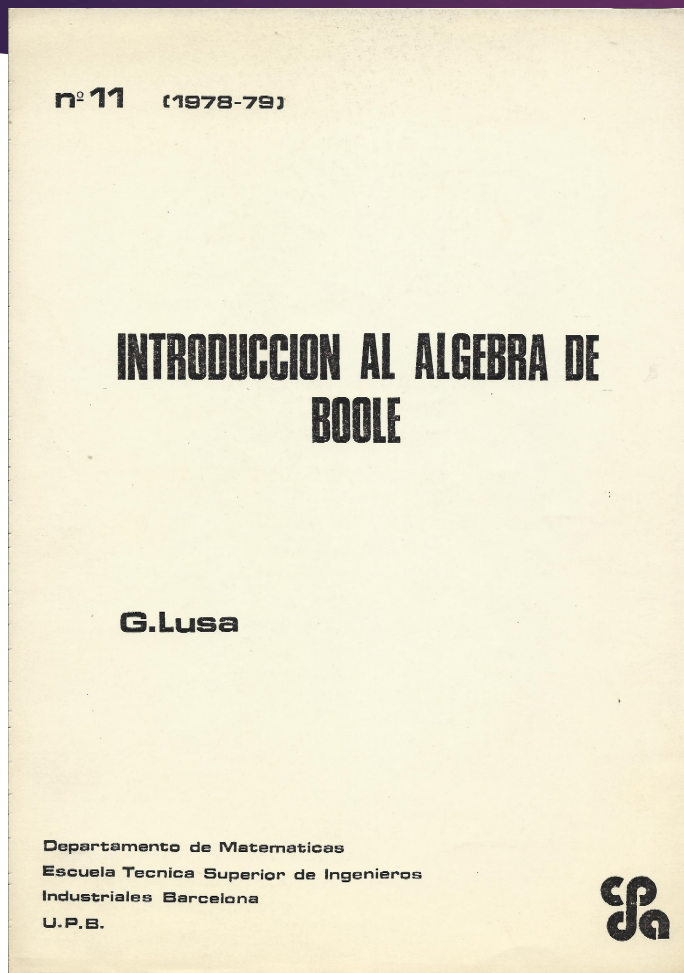 nº 11 (1978-79)
INTRODUCCION AL ALGEBRA DE
BOOLE
G.Lusa
Departamento de Matematicas
Escuela Tecnica Superior de Ingenieros
Industriales Barcelona
U.P.B.
cpda